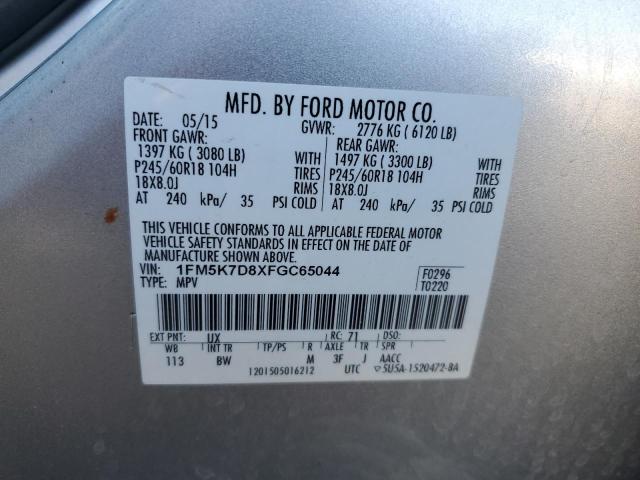 MFD. BY FORD MOTOR CO.
DATE: 05/15 GVWR: 2776 KG ( 6120 LB)
FRONT GAWR: REAR GAWR:
1397 KG ( 3080 LB) WITH 1497 KG ( 3300 LB) WITH
P245/60R18 104H TIRES P245/60R18 104H TIRES
18X8.0J RIMS 18X8.0J RIMS
AT 240 kPa/ 35 PSI COLD AT 240 kPa/ 35 PSI COLD
THIS VEHICLE CONFORMS TO ALL APPLICABLE FEDERAL MOTOR
VEHICLE SAFETY STANDARDS IN EFFECT ON THE DATE OF
MANUFACTURE SHOWN ABOVE.
VIN: 1FM5K7D8XFGC65044 F0296
TYPE: MPV T0220
EXT PNT: UX RC: 71 DSO:
WB INT TR TP/PS R AXLE TR SPR
113 BW M 3F J AACC
1201505016212 UTC ▽5U5A-1520472-BA